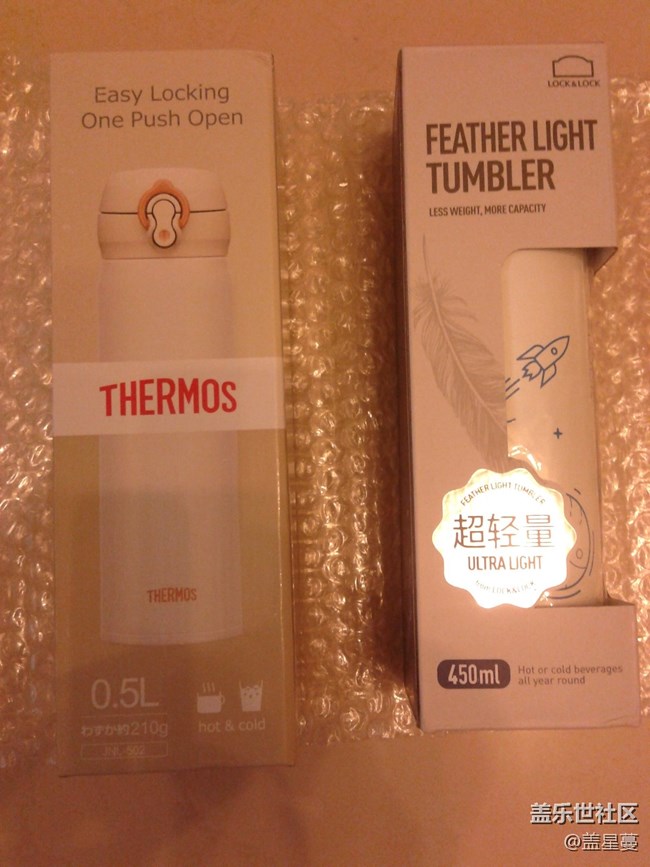 Easy Locking
One Push Open
THERMOS
THERMOS
0.5L
わずか約210g
hot & cold
LOCK&LOCK
FEATHER LIGHT
TUMBLER
LESS WEIGHT, MORE CAPACITY
FEATHER LIGHT TUMBLER
超轻量
ULTRA LIGHT
450ml
Hot or cold beverages
all year round
盖乐世社区
@盖星蔓